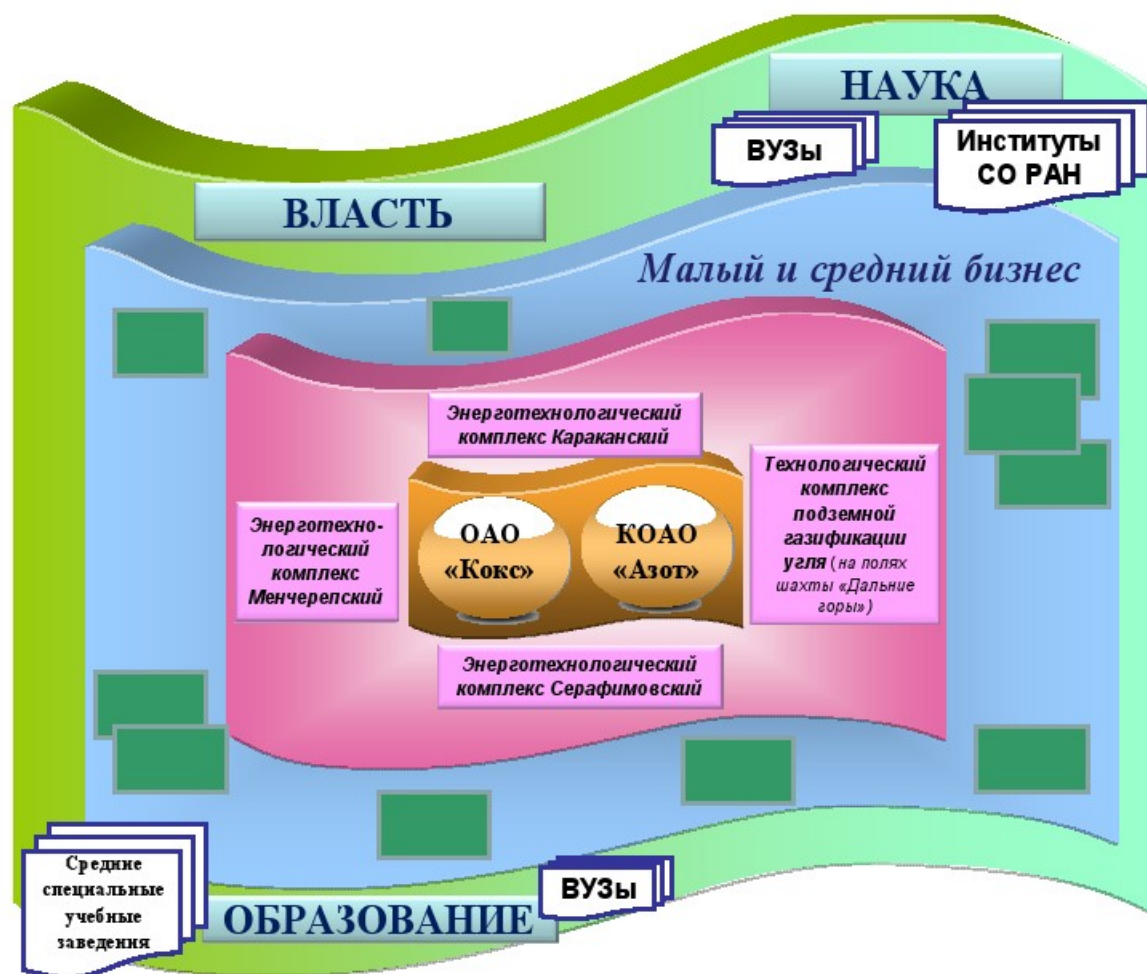 НАУКА
ВУЗы
Институты
СО РАН
ВЛАСТЬ
Малый и средний бизнес
Энерготехнологический
комплекс Караканский
Энерготехно-
логический
комплекс
Менчерепский
ОАО
«Кокс»
КОАО
«Азот»
Технологический
комплекс
подземной
газификации
угля (на полях
шахты «Дальние
горы»)
Энерготехнологический
комплекс Серафимовский
Средние
специальные
учебные
заведения
ОБРАЗОВАНИЕ
ВУЗы